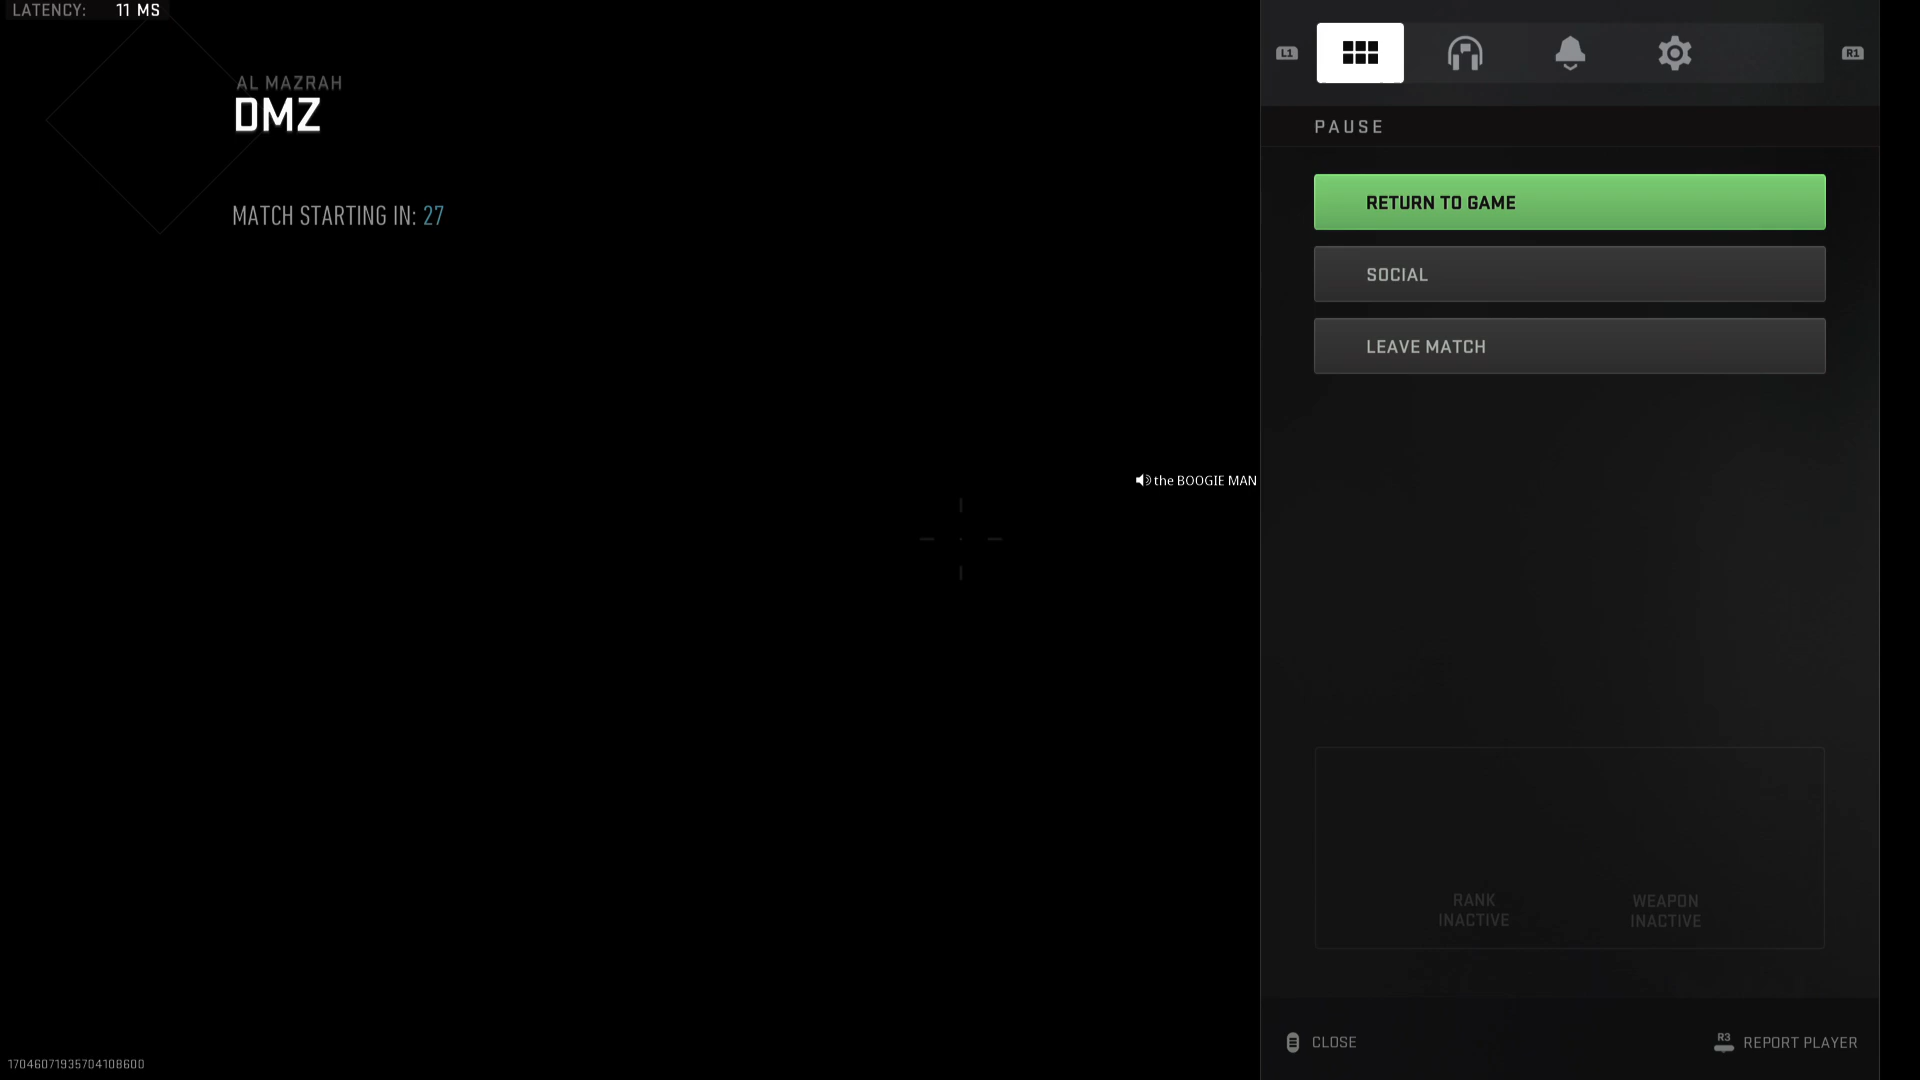 LATENCY: 11 MS
AL MAZRAH
DMZ
MATCH STARTING IN: 27
L1
R1
PAUSE
RETURN TO GAME
SOCIAL
LEAVE MATCH
the BOOGIE MAN
RANK
INACTIVE
WEAPON
INACTIVE
CLOSE
R3
REPORT PLAYER
17046071935704108600